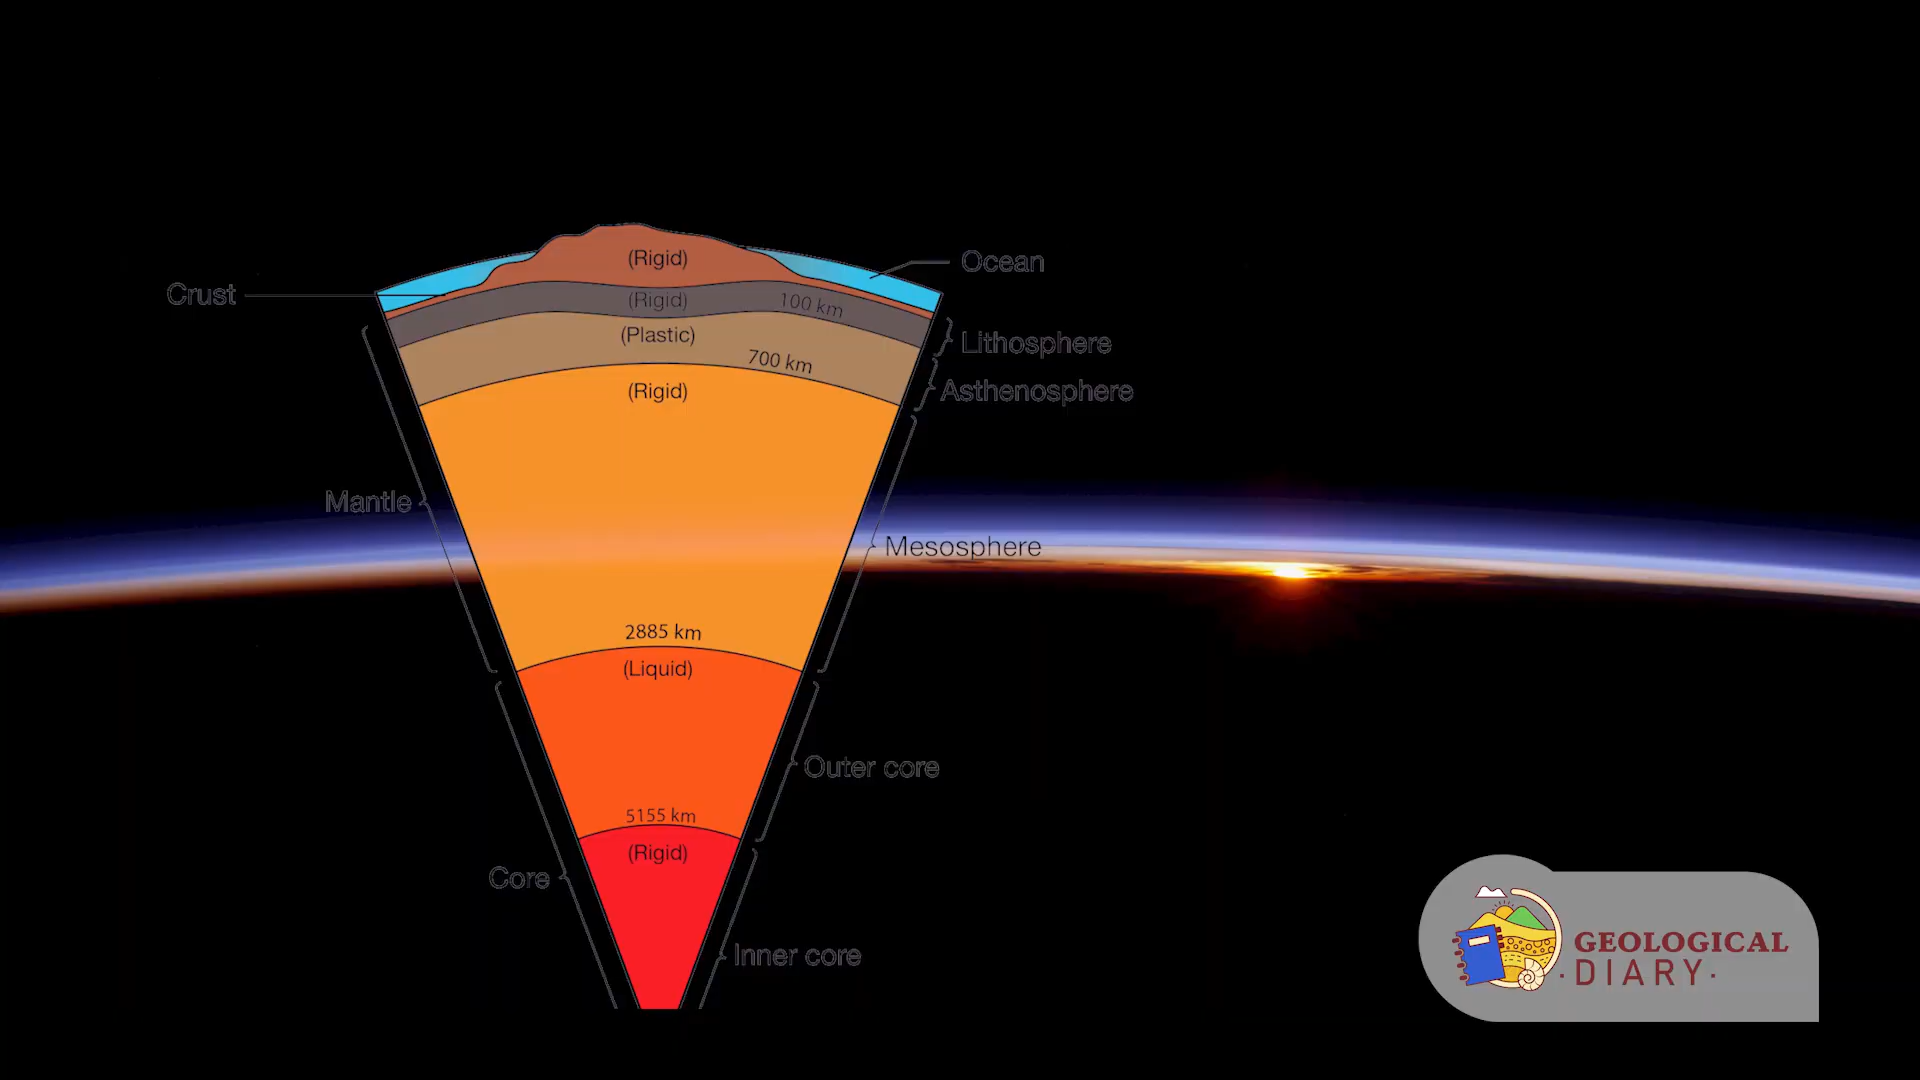 (Rigid)
Ocean
Crust
(Rigid)
100 km
(Plastic)
Lithosphere
700 km
(Rigid)
Asthenosphere
Mantle
Mesosphere
2885 km
(Liquid)
Outer core
5155 km
(Rigid)
Core
Inner core
GEOLOGICAL
·DIARY·